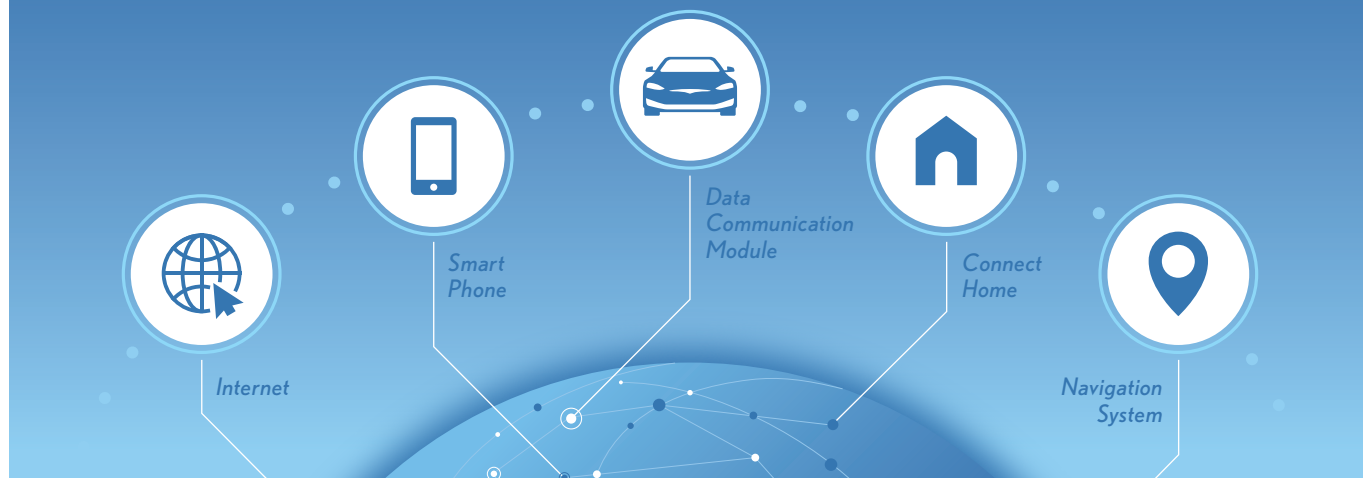 Internet
Smart
Phone
Data
Communication
Module
Connect
Home
Navigation
System